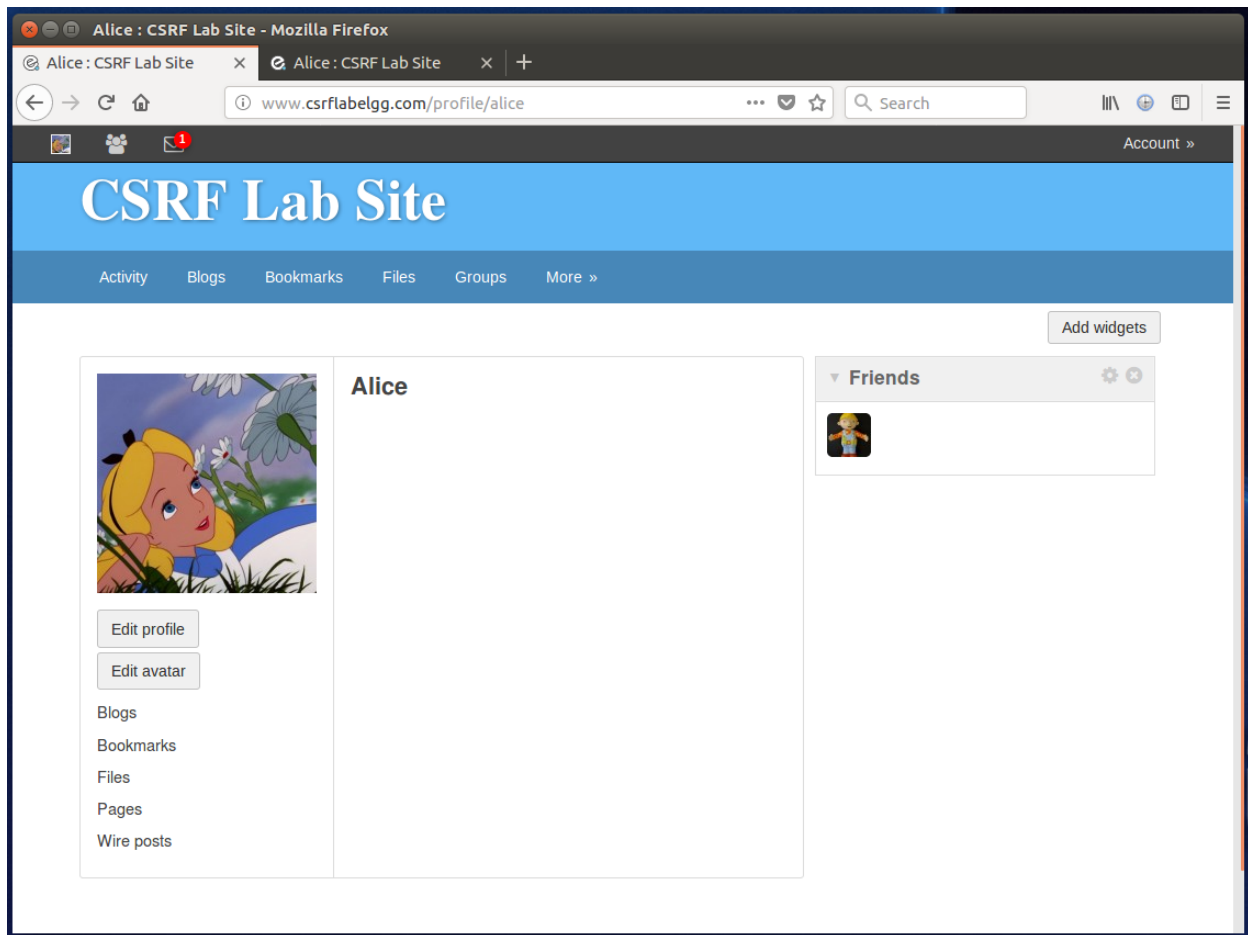 Alice : CSRF Lab Site - Mozilla Firefox
Alice : CSRF Lab Site Alice : CSRF Lab Site
www.csrflabelgg.com/profile/alice Search
1 Account »
CSRF Lab Site
Activity Blogs Bookmarks Files Groups More »
Add widgets
Alice
Friends
Edit profile
Edit avatar
Blogs
Bookmarks
Files
Pages
Wire posts